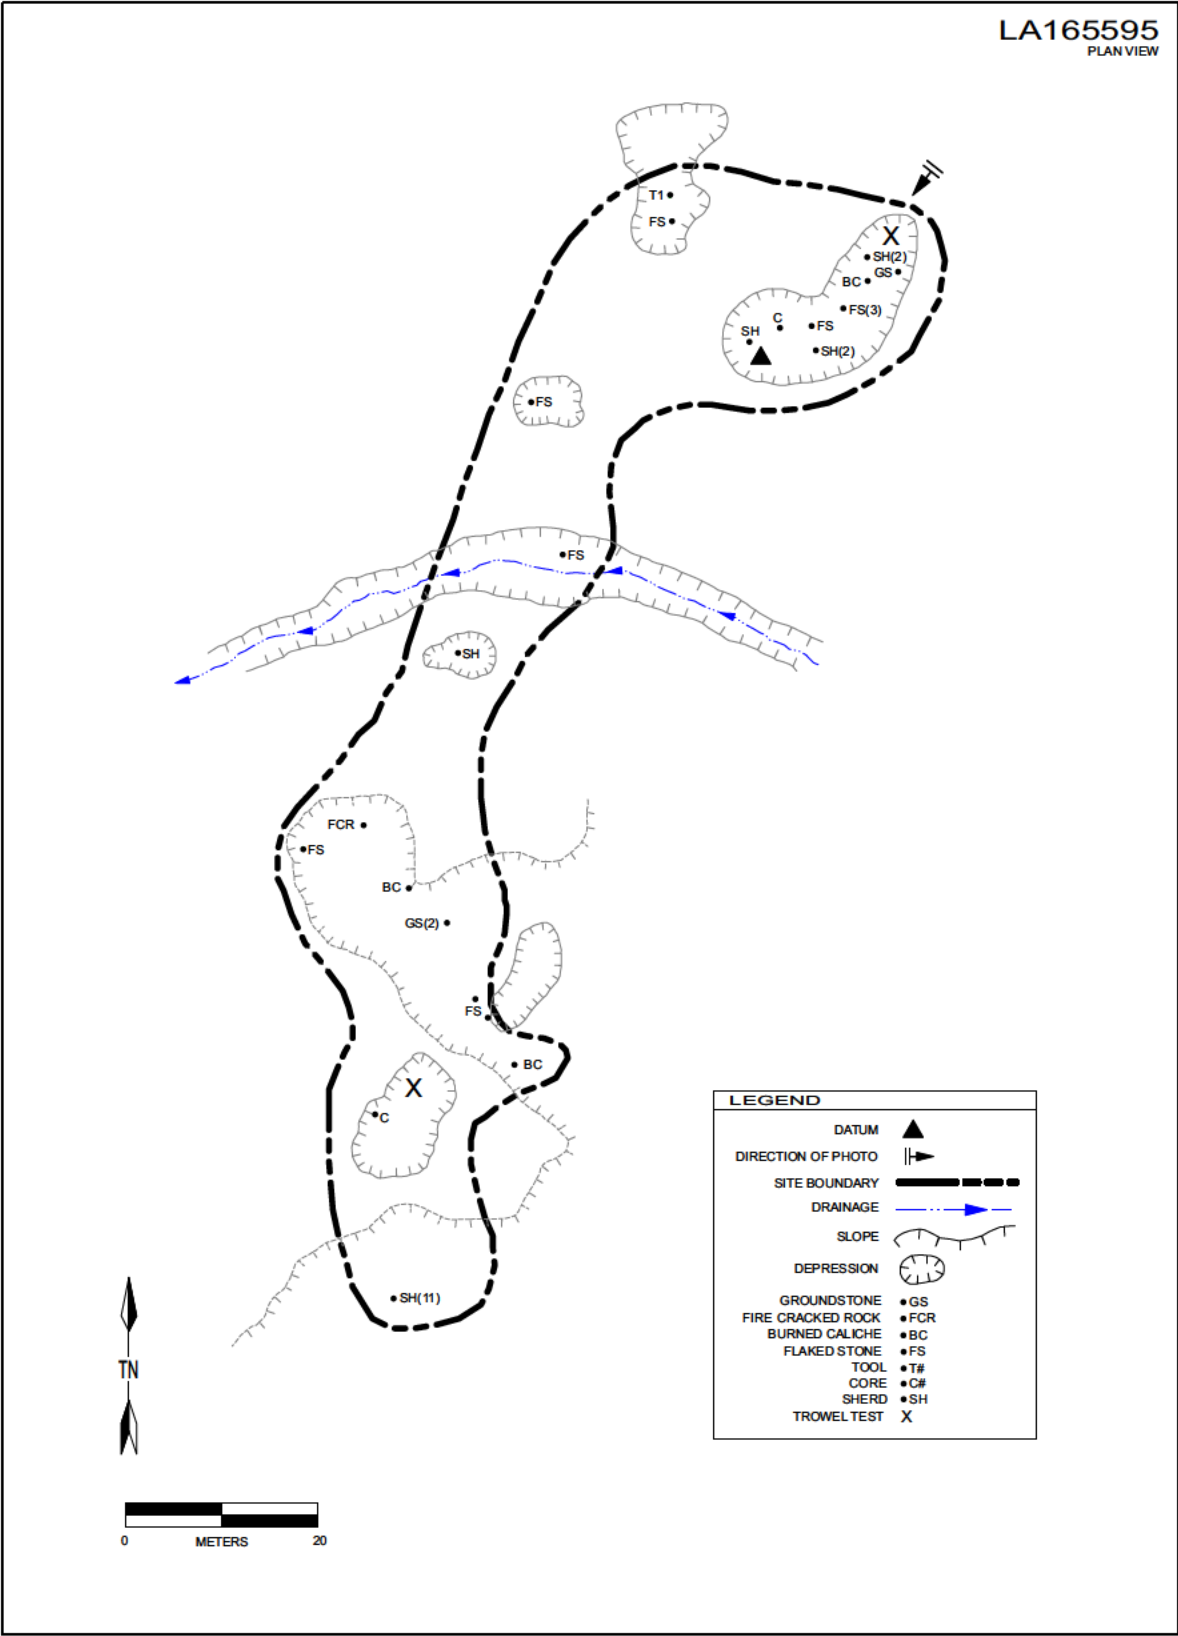 LA165595
PLAN VIEW
T1
FS
X
SH(2)
GS
BC
FS(3)
C
FS
SH
SH(2)
FS
FS
SH
FCR
FS
BC
GS(2)
FS
BC
X
C
SH(11)
LEGEND
DATUM
DIRECTION OF PHOTO
SITE BOUNDARY
DRAINAGE
SLOPE
DEPRESSION
GROUNDSTONE GS
FIRE CRACKED ROCK FCR
BURNED CALICHE BC
FLAKED STONE FS
TOOL T#
CORE C#
SHERD SH
TROWEL TEST X
TN
0 METERS 20